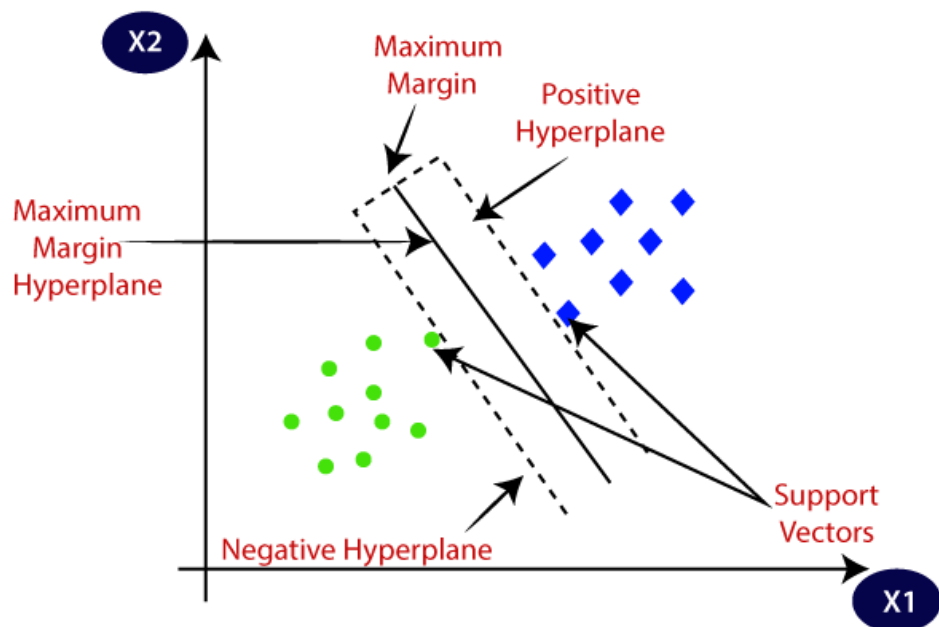 X2
Maximum
Margin
Positive
Hyperplane
Maximum
Margin
Hyperplane
Support
Vectors
Negative Hyperplane
X1